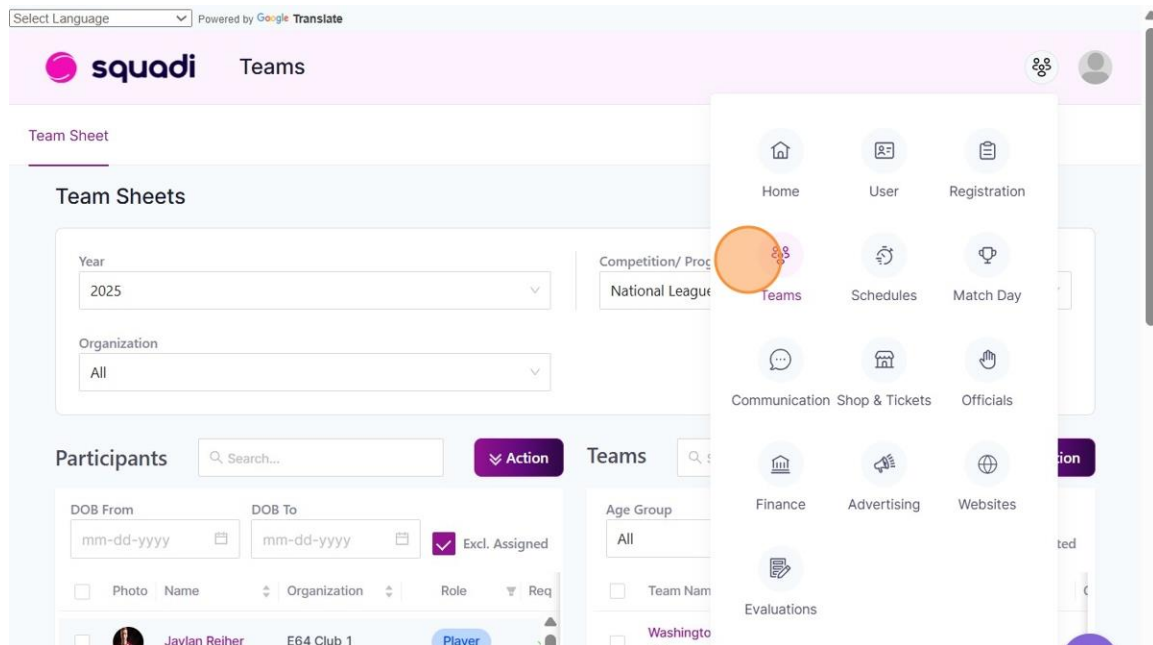 Select Language Powered by Google Translate
squadi Teams
Team Sheet
Home User Registration
Team Sheets
Year Competition/ Prog
2025 National League
Teams Schedules Match Day
Organization
All
Communication Shop & Tickets Officials
Participants Search... Action Teams
Finance Advertising Websites
DOB From DOB To Age Group
mm-dd-yyyy mm-dd-yyyy Excl. Assigned All
Photo Name Organization Role Req Team Nam
Evaluations
Jaylan Reiher E64 Club 1 Player Washingto